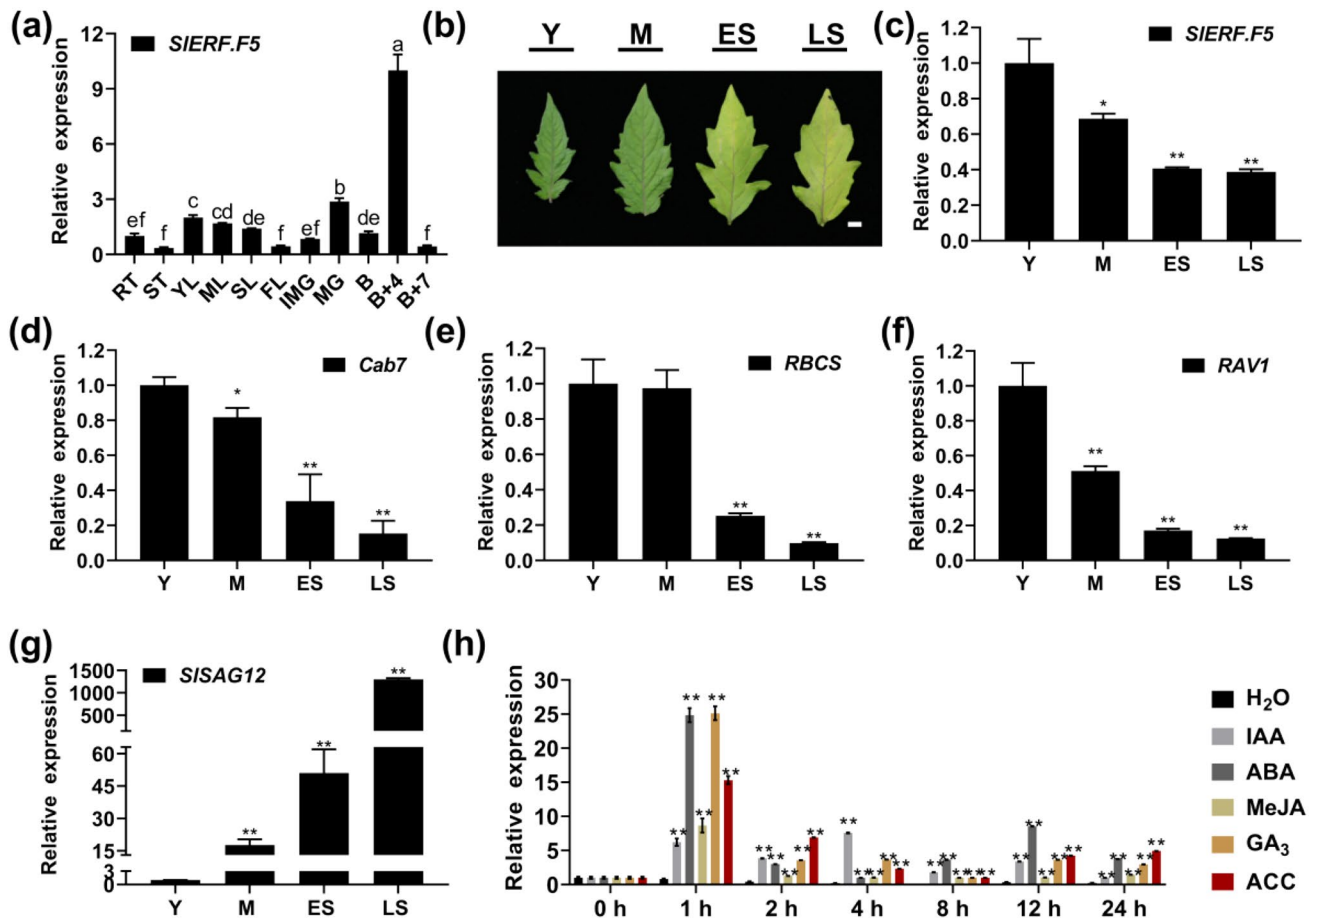 (a)
SlERF.F5
Relative expression
12
9
6
3
0
ef
f
c
cd
de
f
ef
b
de
a
f
RT
ST
YL
ML
SL
FL
IMG
MG
B
B+4
B+7
(b)
Y
M
ES
LS
(c)
SlERF.F5
Relative expression
1.2
1.0
0.8
0.6
0.4
0.2
0.0
*
**
**
Y
M
ES
LS
(d)
Cab7
Relative expression
1.2
1.0
0.8
0.6
0.4
0.2
0.0
*
**
**
Y
M
ES
LS
(e)
RBCS
Relative expression
1.2
1.0
0.8
0.6
0.4
0.2
0.0
**
**
Y
M
ES
LS
(f)
RAV1
Relative expression
1.2
1.0
0.8
0.6
0.4
0.2
0.0
**
**
**
Y
M
ES
LS
(g)
SlSAG12
Relative expression
1500
1000
500
60
45
30
15
3
0
**
**
**
Y
M
ES
LS
(h)
Relative expression
30
25
20
15
10
5
0
** ** ** ** **
** ** ** ** **
** ** ** ** **
** ** ** ** **
** ** ** ** **
** ** ** ** **
0 h
1 h
2 h
4 h
8 h
12 h
24 h
H₂O
IAA
ABA
MeJA
GA₃
ACC